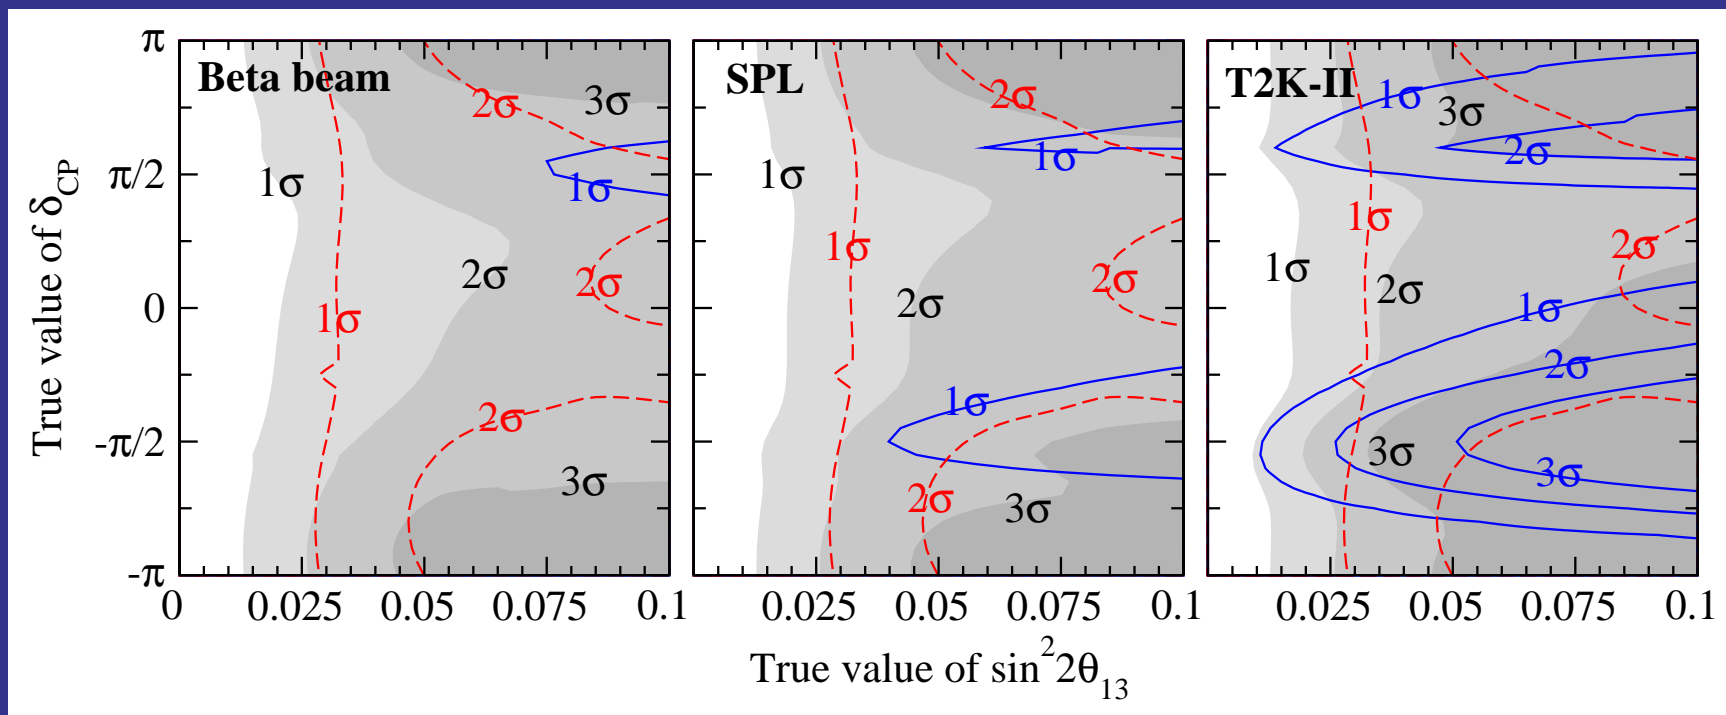 True value of δCP
π
π/2
0
-π/2
-π
Beta beam
2σ
3σ
1σ
1σ
2σ
2σ
1σ
2σ
3σ
0 0.025 0.05 0.075 0.1
SPL
2σ
1σ
1σ
1σ
2σ
2σ
1σ
2σ
3σ
0.025 0.05 0.075 0.1
T2K-II
1σ
3σ
2σ
1σ
2σ
1σ
2σ
1σ
2σ
3σ
3σ
0.025 0.05 0.075 0.1
True value of sin²2θ13